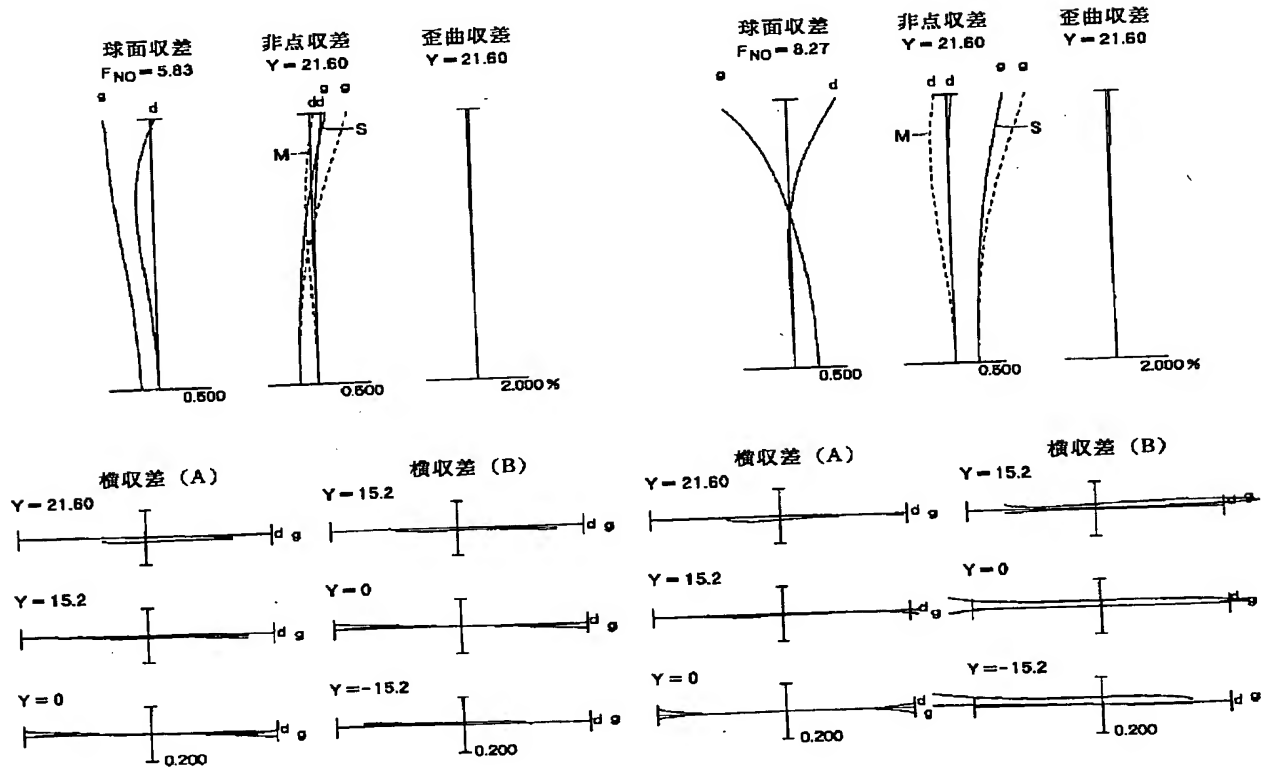 球面収差
FNO=5.83
g
d
0.500
非点収差
Y=21.60
g g
dd
S
M
0.500
歪曲収差
Y=21.60
2.000%
球面収差
FNO=8.27
g
d
0.500
非点収差
Y=21.60
d d
g g
S
M
0.500
歪曲収差
Y=21.60
2.000%
横収差 (A)
Y=21.60
d g
Y=15.2
d g
Y=0
d g
0.200
横収差 (B)
Y=15.2
d g
Y=0
d g
Y=-15.2
d g
0.200
横収差 (A)
Y=21.60
d g
Y=15.2
d g
Y=0
d
g
0.200
横収差 (B)
Y=15.2
d g
Y=0
d g
Y=-15.2
d g
0.200